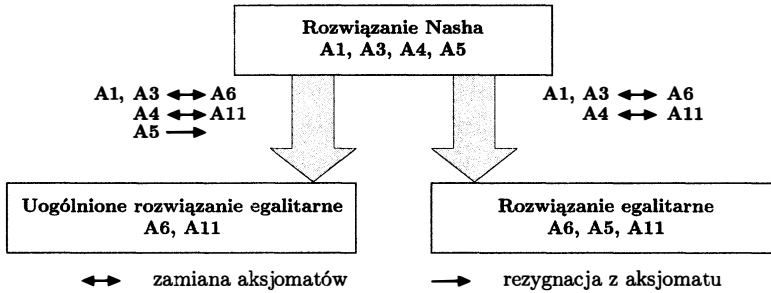 Rozwiązanie Nasha
A1, A3, A4, A5
A1, A3 ↔ A6
A4 ↔ A11
A5 →
A1, A3 ↔ A6
A4 ↔ A11
Uogólnione rozwiązanie egalitarne
A6, A11
Rozwiązanie egalitarne
A6, A5, A11
↔ zamiana aksjomatów
→ rezygnacja z aksjomatu